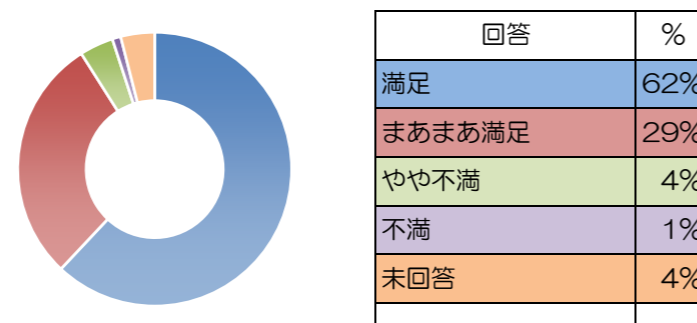 回答 %
満足 62%
まあまあ満足 29%
やや不満 4%
不満 1%
未回答 4%